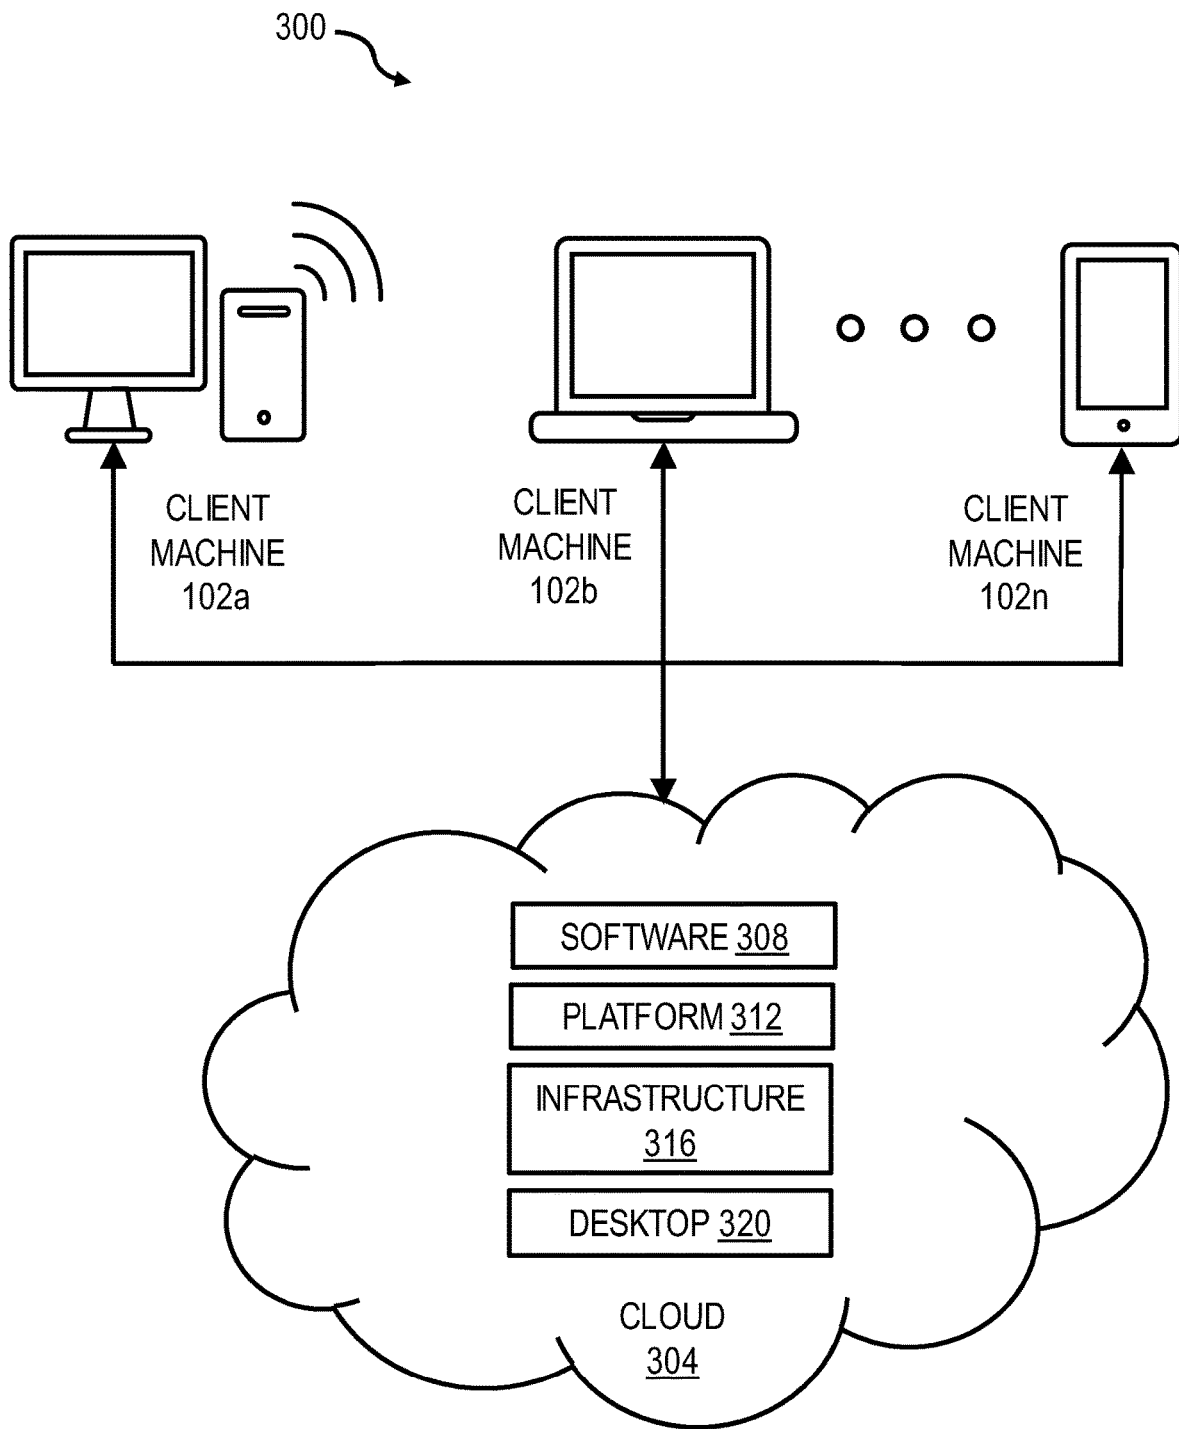 300
CLIENT
MACHINE
102a
CLIENT
MACHINE
102b
CLIENT
MACHINE
102n
SOFTWARE 308
PLATFORM 312
INFRASTRUCTURE
316
DESKTOP 320
CLOUD
304